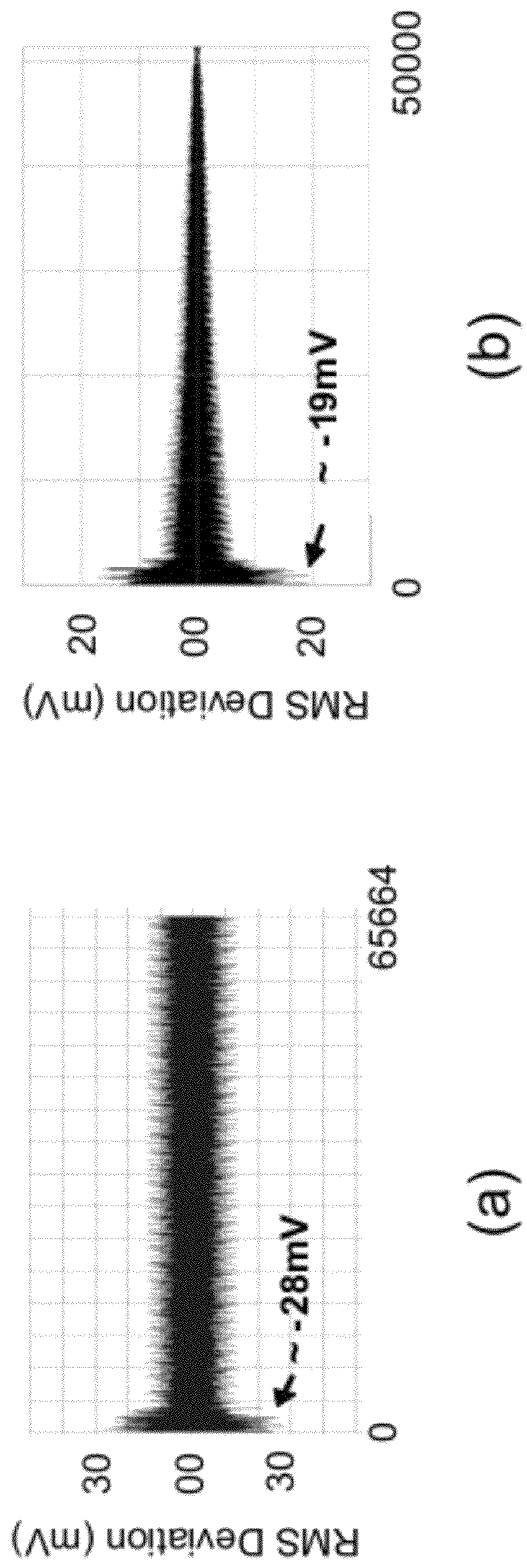 RMS Deviation (mV)
30
00
30
~ -28mV
0
65664
(a)
RMS Deviation (mV)
20
00
20
~ -19mV
0
50000
(b)